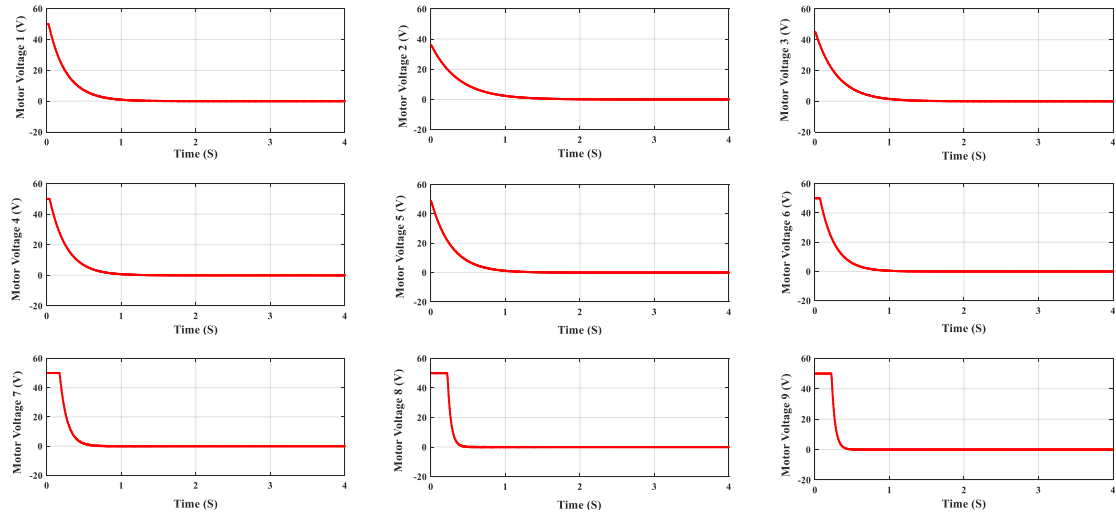 Motor Voltage 1 (V)
60
40
20
0
-20
0 1 2 3 4
Time (S)
Motor Voltage 2 (V)
60
40
20
0
-20
0 1 2 3 4
Time (S)
Motor Voltage 3 (V)
60
40
20
0
-20
0 1 2 3 4
Time (S)
Motor Voltage 4 (V)
60
40
20
0
-20
0 1 2 3 4
Time (S)
Motor Voltage 5 (V)
60
40
20
0
-20
0 1 2 3 4
Time (S)
Motor Voltage 6 (V)
60
40
20
0
-20
0 1 2 3 4
Time (S)
Motor Voltage 7 (V)
60
40
20
0
-20
0 1 2 3 4
Time (S)
Motor Voltage 8 (V)
60
40
20
0
-20
0 1 2 3 4
Time (S)
Motor Voltage 9 (V)
60
40
20
0
-20
0 1 2 3 4
Time (S)